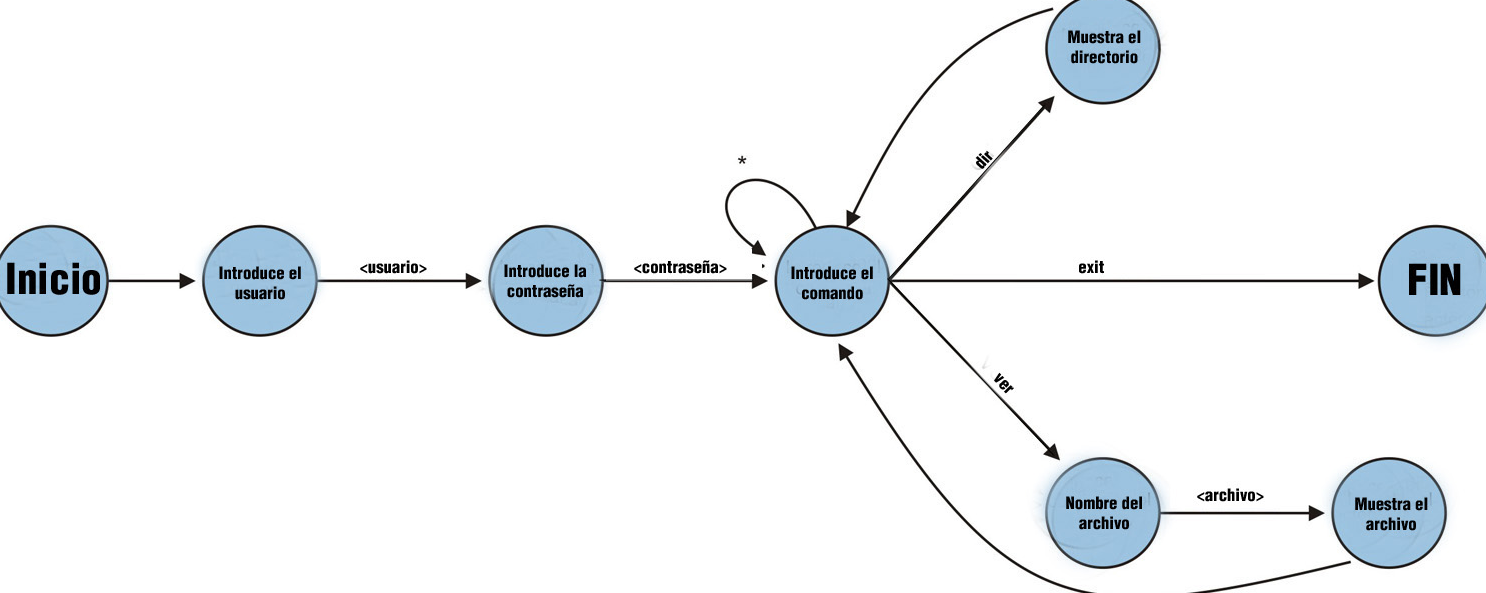 Muestra el
directorio
*
dir
Inicio
Introduce el
usuario
<usuario>
Introduce la
contraseña
<contraseña>
Introduce el
comando
exit
FIN
ver
Nombre del
archivo
<archivo>
Muestra el
archivo